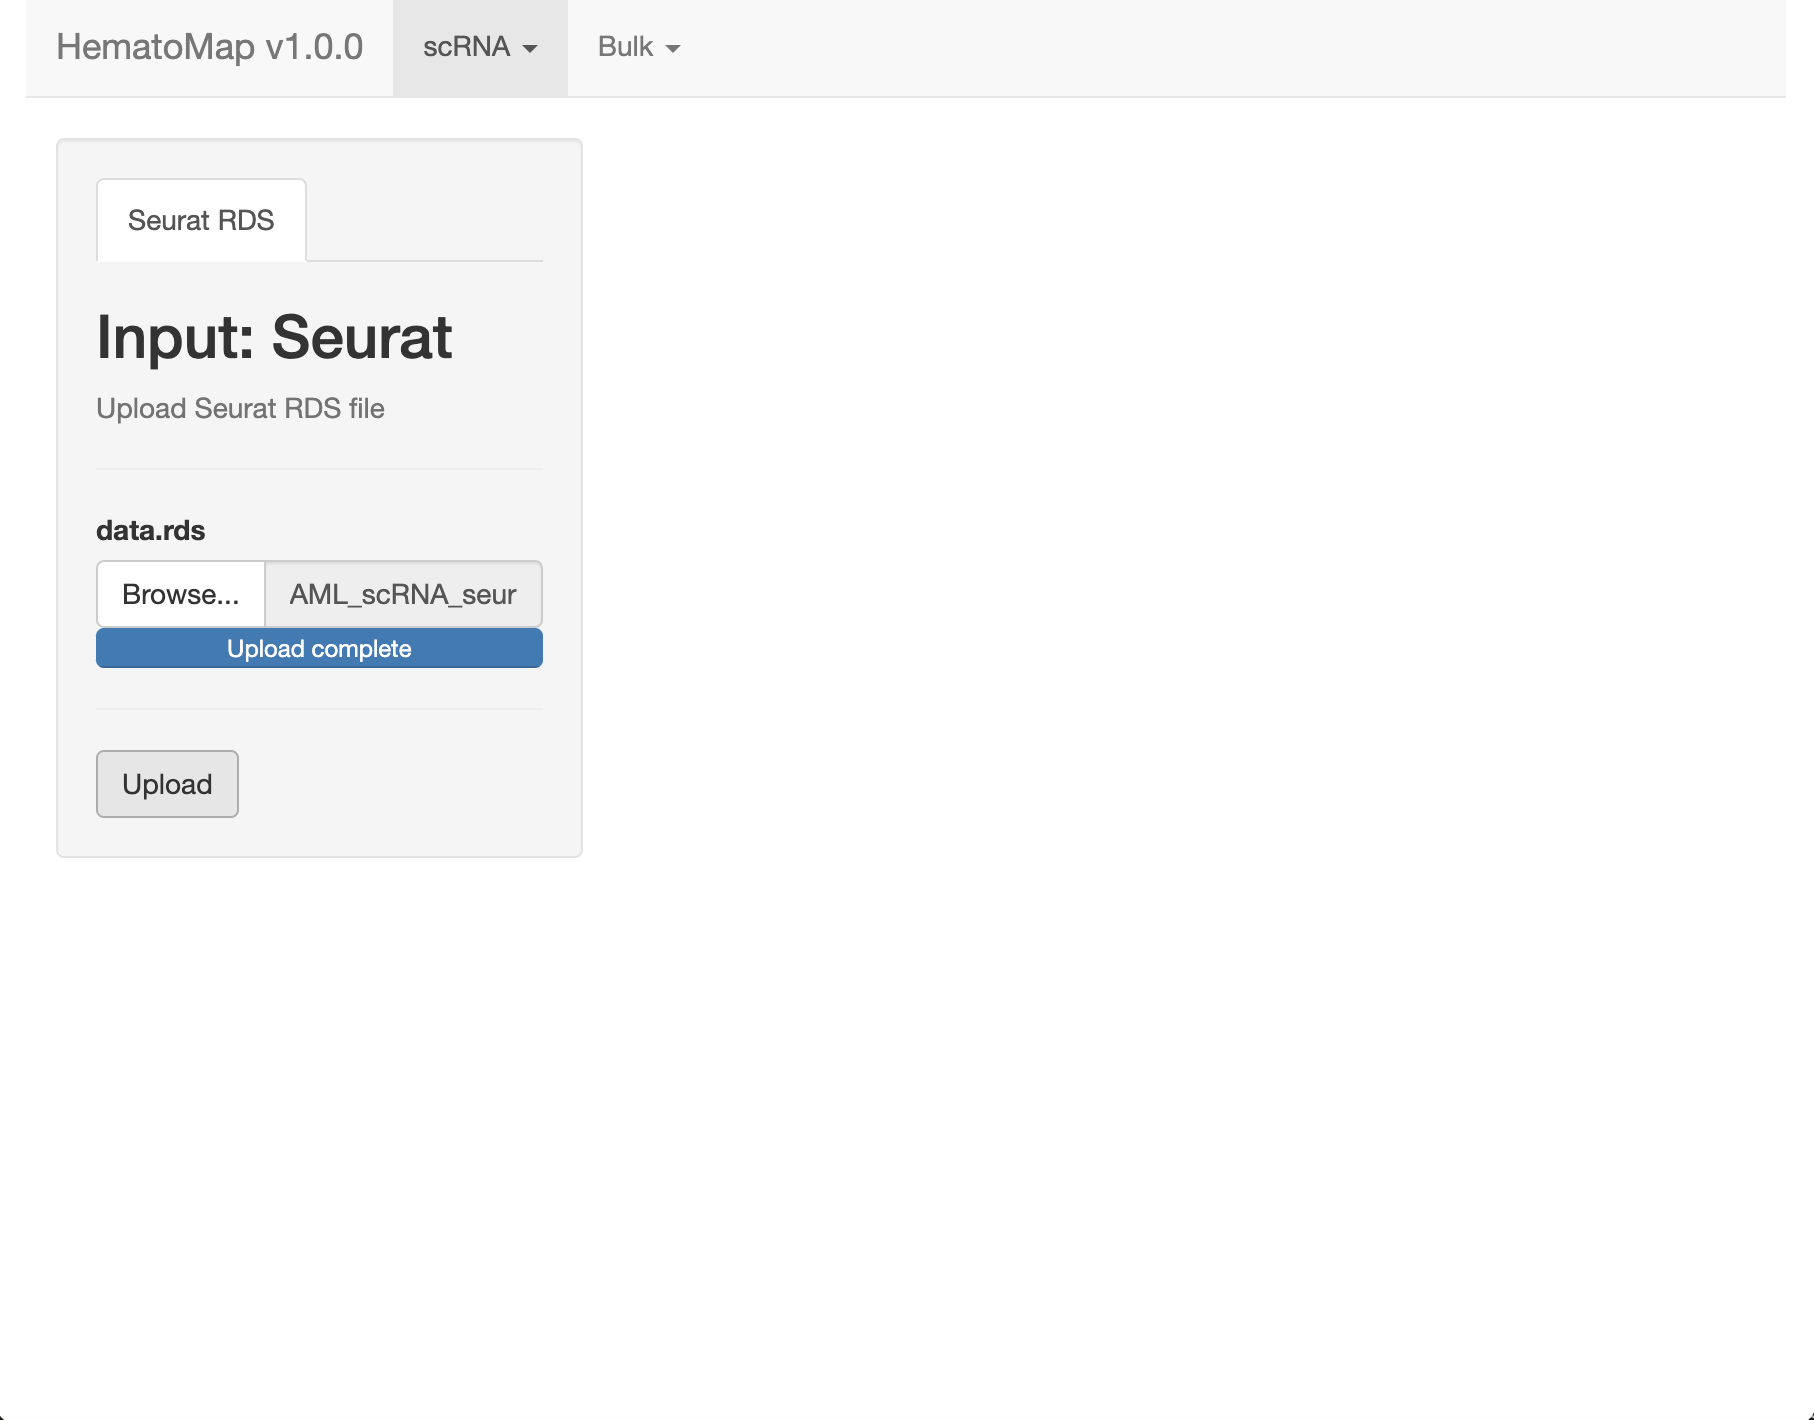 HematoMap v1.0.0 scRNA Bulk
Seurat RDS
Input: Seurat
Upload Seurat RDS file
data.rds
Browse... AML_scRNA_seur
Upload complete
Upload